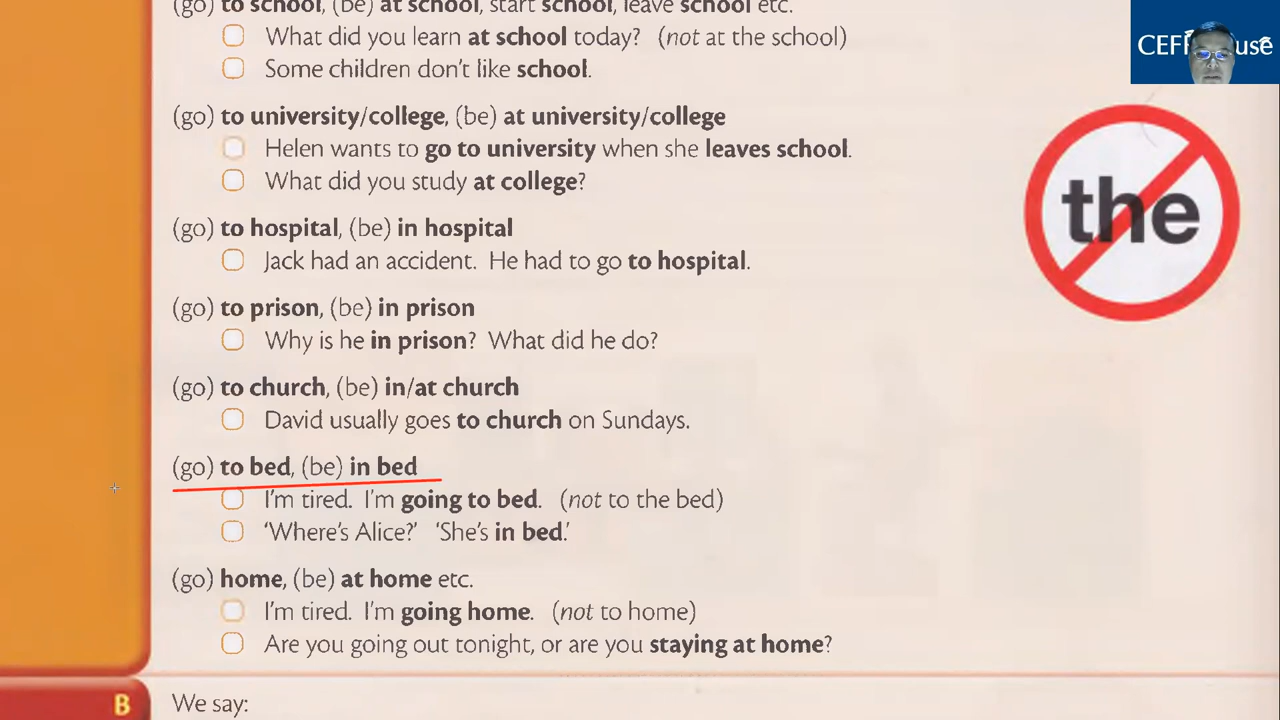 (go) to school, (be) at school, start school, leave school etc.
What did you learn at school today? (not at the school)
Some children don't like school.
(go) to university/college, (be) at university/college
Helen wants to go to university when she leaves school.
What did you study at college?
(go) to hospital, (be) in hospital
Jack had an accident. He had to go to hospital.
(go) to prison, (be) in prison
Why is he in prison? What did he do?
(go) to church, (be) in/at church
David usually goes to church on Sundays.
(go) to bed, (be) in bed
I'm tired. I'm going to bed. (not to the bed)
‘Where's Alice?’ ‘She's in bed.’
(go) home, (be) at home etc.
I'm tired. I'm going home. (not to home)
Are you going out tonight, or are you staying at home?
B We say:
the